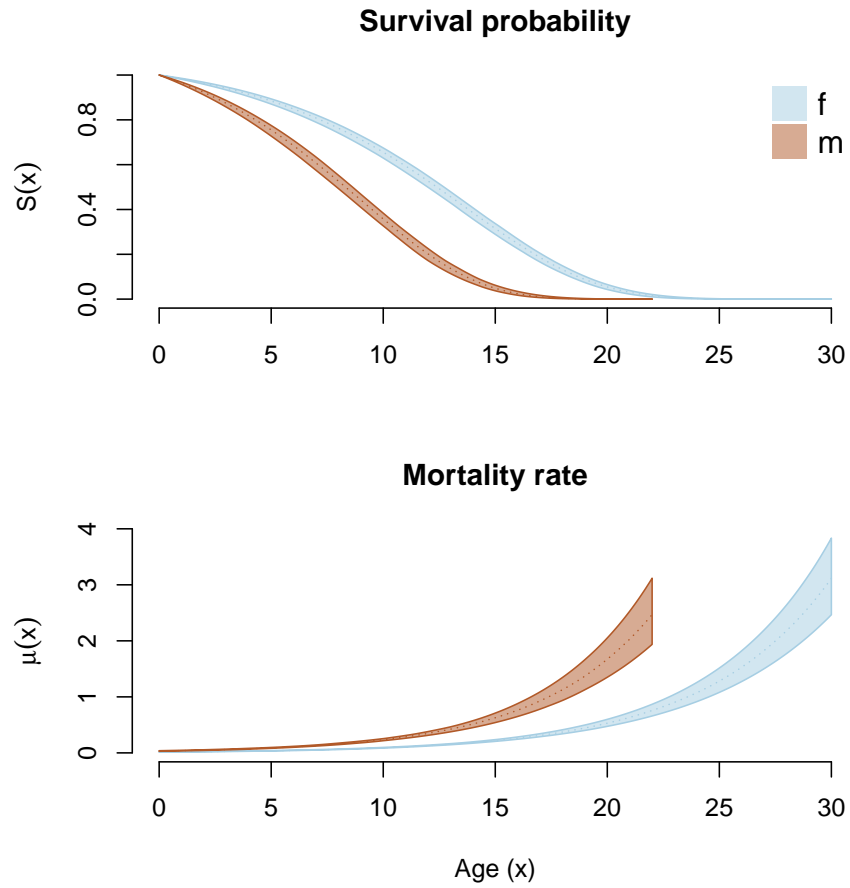 Survival probability
S(x)
0.8
0.4
0.0
f
m
0 5 10 15 20 25 30
Mortality rate
μ(x)
4
3
2
1
0
0 5 10 15 20 25 30
Age (x)